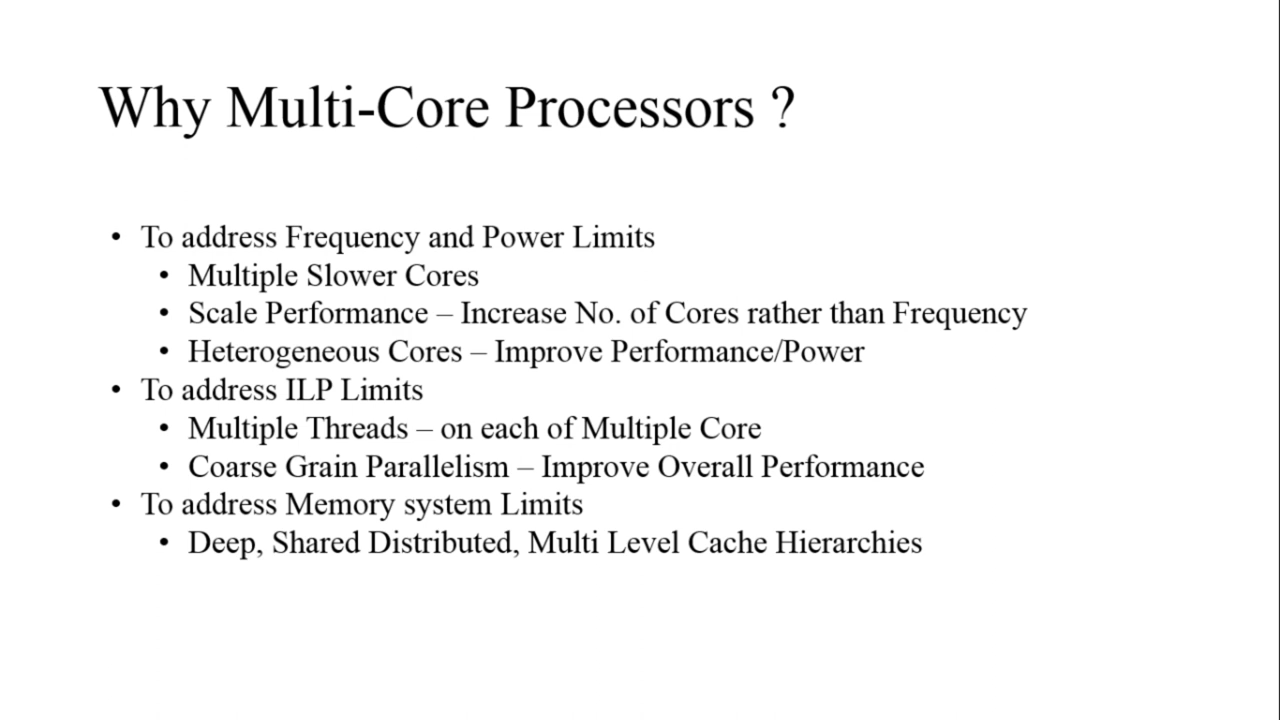 Why Multi-Core Processors ?
• To address Frequency and Power Limits
• Multiple Slower Cores
• Scale Performance – Increase No. of Cores rather than Frequency
• Heterogeneous Cores – Improve Performance/Power
• To address ILP Limits
• Multiple Threads – on each of Multiple Core
• Coarse Grain Parallelism – Improve Overall Performance
• To address Memory system Limits
• Deep, Shared Distributed, Multi Level Cache Hierarchies